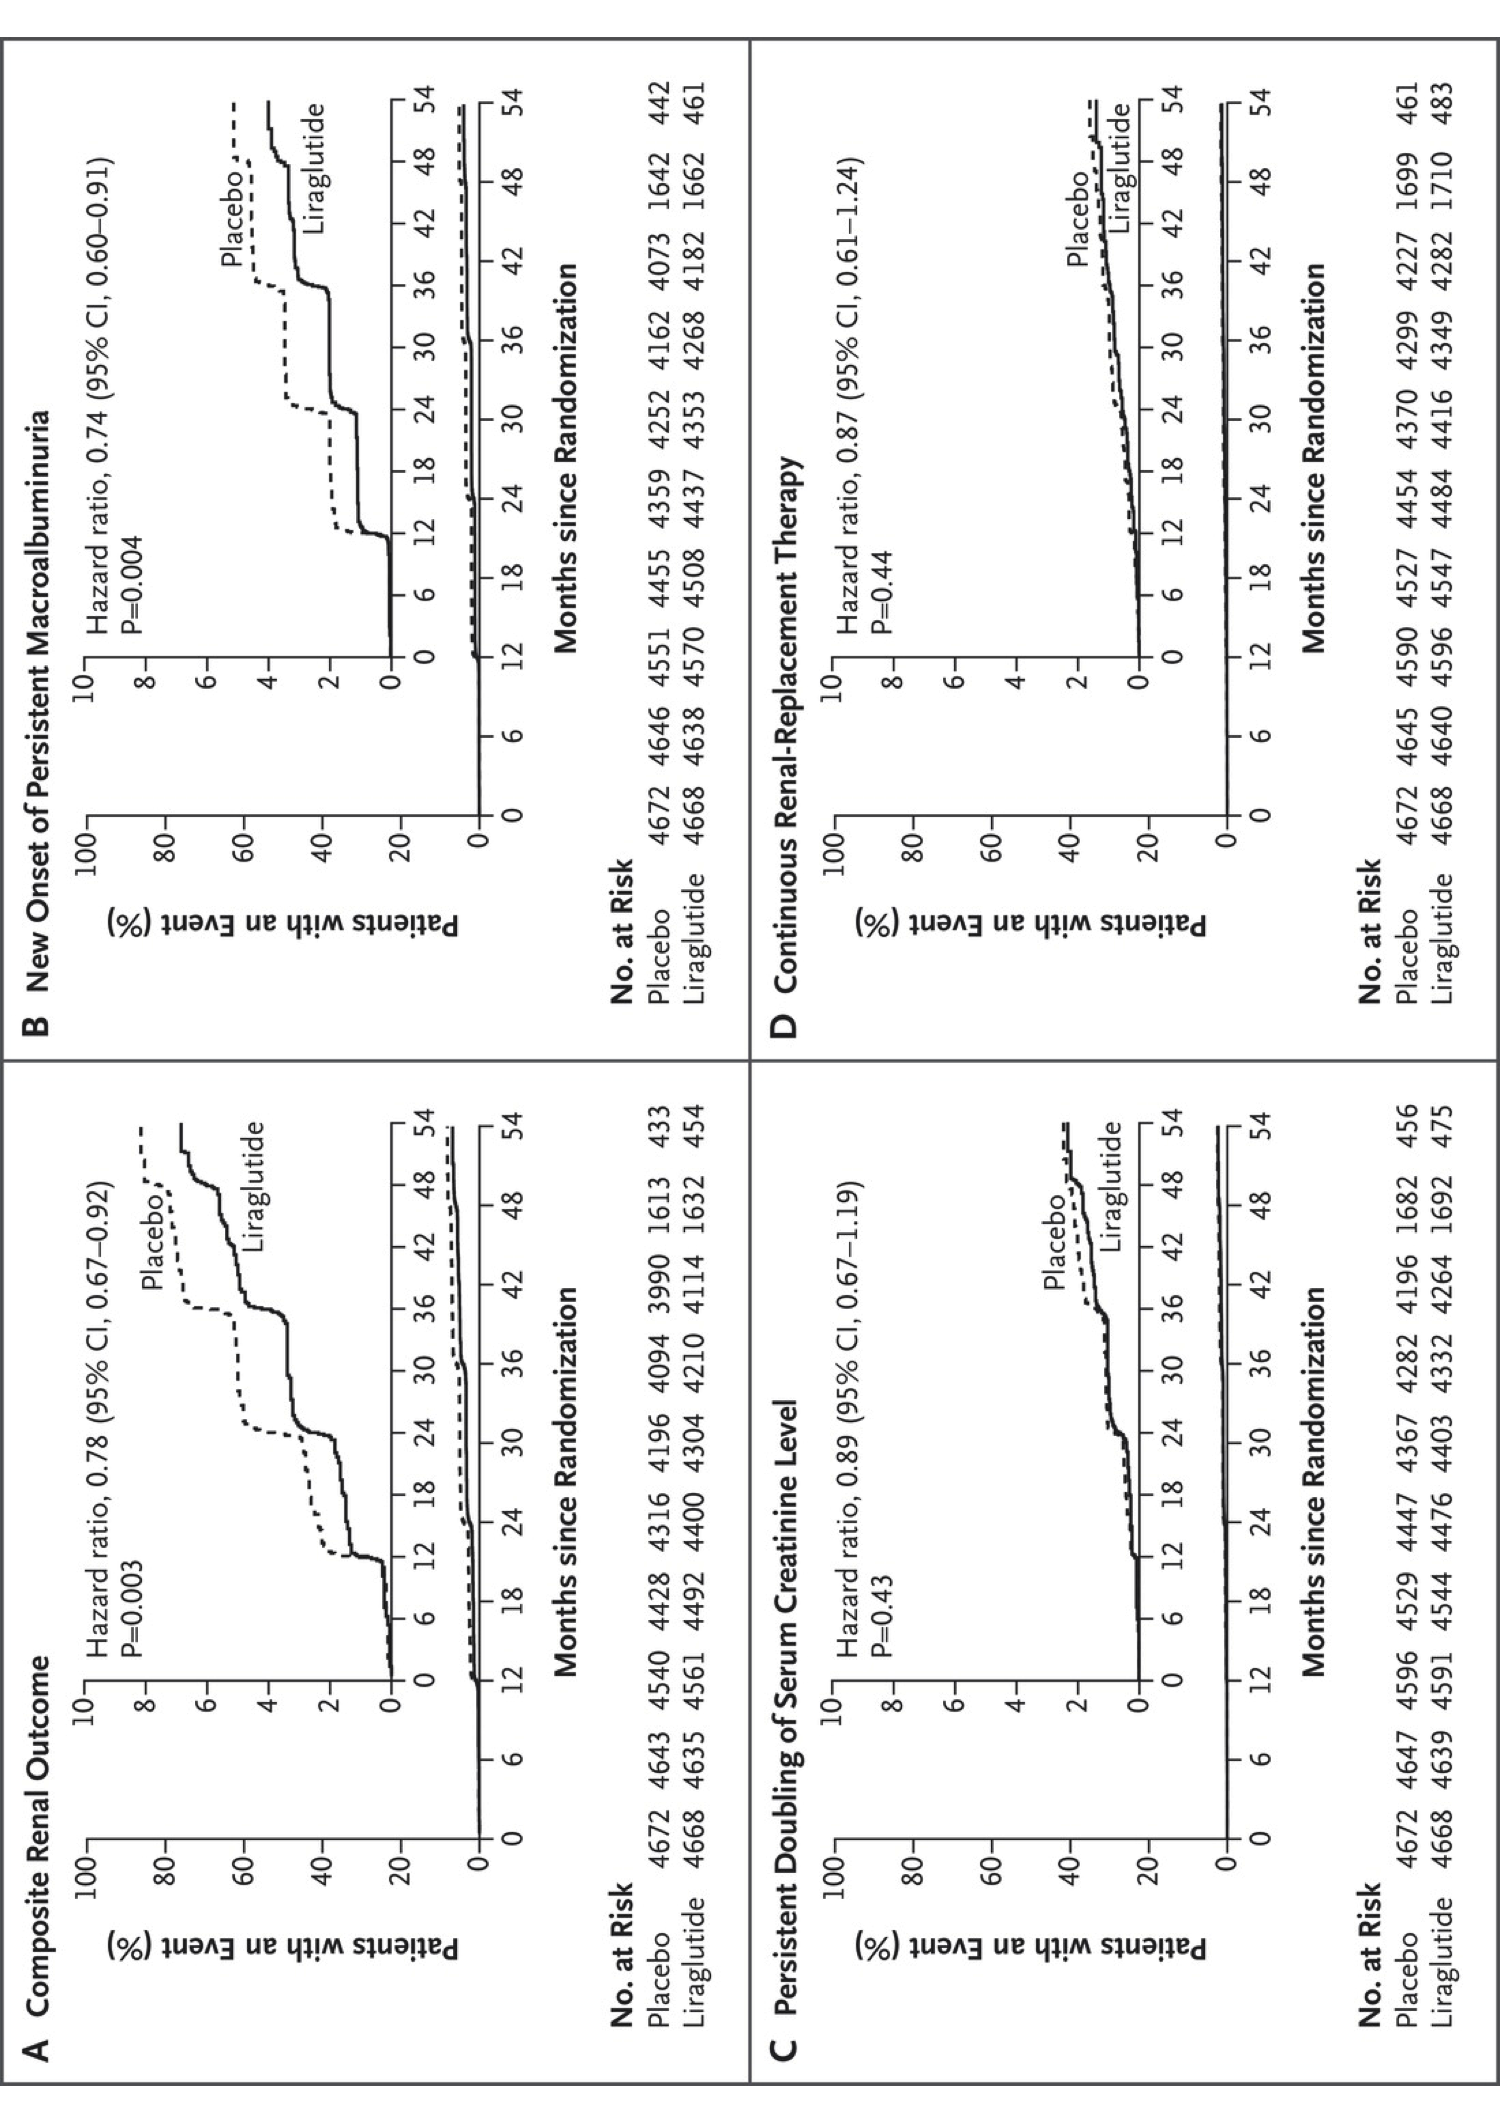 A Composite Renal Outcome
Patients with an Event (%)
100
80
60
40
20
0
10
8
6
4
2
0
Hazard ratio, 0.78 (95% CI, 0.67–0.92)
P=0.003
Placebo
Liraglutide
0 6 12 18 24 30 36 42 48 54
0 6 12 18 24 30 36 42 48 54
Months since Randomization
No. at Risk
Placebo 4672 4643 4540 4428 4316 4196 4094 3990 1613 433
Liraglutide 4668 4635 4561 4492 4400 4304 4210 4114 1632 454
B New Onset of Persistent Macroalbuminuria
Patients with an Event (%)
100
80
60
40
20
0
10
8
6
4
2
0
Hazard ratio, 0.74 (95% CI, 0.60–0.91)
P=0.004
Placebo
Liraglutide
0 6 12 18 24 30 36 42 48 54
0 6 12 18 24 30 36 42 48 54
Months since Randomization
No. at Risk
Placebo 4672 4646 4551 4455 4359 4252 4162 4073 1642 442
Liraglutide 4668 4638 4570 4508 4437 4353 4268 4182 1662 461
C Persistent Doubling of Serum Creatinine Level
Patients with an Event (%)
100
80
60
40
20
0
10
8
6
4
2
0
Hazard ratio, 0.89 (95% CI, 0.67–1.19)
P=0.43
Placebo
Liraglutide
0 6 12 18 24 30 36 42 48 54
0 6 12 18 24 30 36 42 48 54
Months since Randomization
No. at Risk
Placebo 4672 4647 4596 4529 4447 4367 4282 4196 1682 456
Liraglutide 4668 4639 4591 4544 4476 4403 4332 4264 1692 475
D Continuous Renal-Replacement Therapy
Patients with an Event (%)
100
80
60
40
20
0
10
8
6
4
2
0
Hazard ratio, 0.87 (95% CI, 0.61–1.24)
P=0.44
Placebo
Liraglutide
0 6 12 18 24 30 36 42 48 54
0 6 12 18 24 30 36 42 48 54
Months since Randomization
No. at Risk
Placebo 4672 4645 4590 4527 4454 4370 4299 4227 1699 461
Liraglutide 4668 4640 4596 4547 4484 4416 4349 4282 1710 483